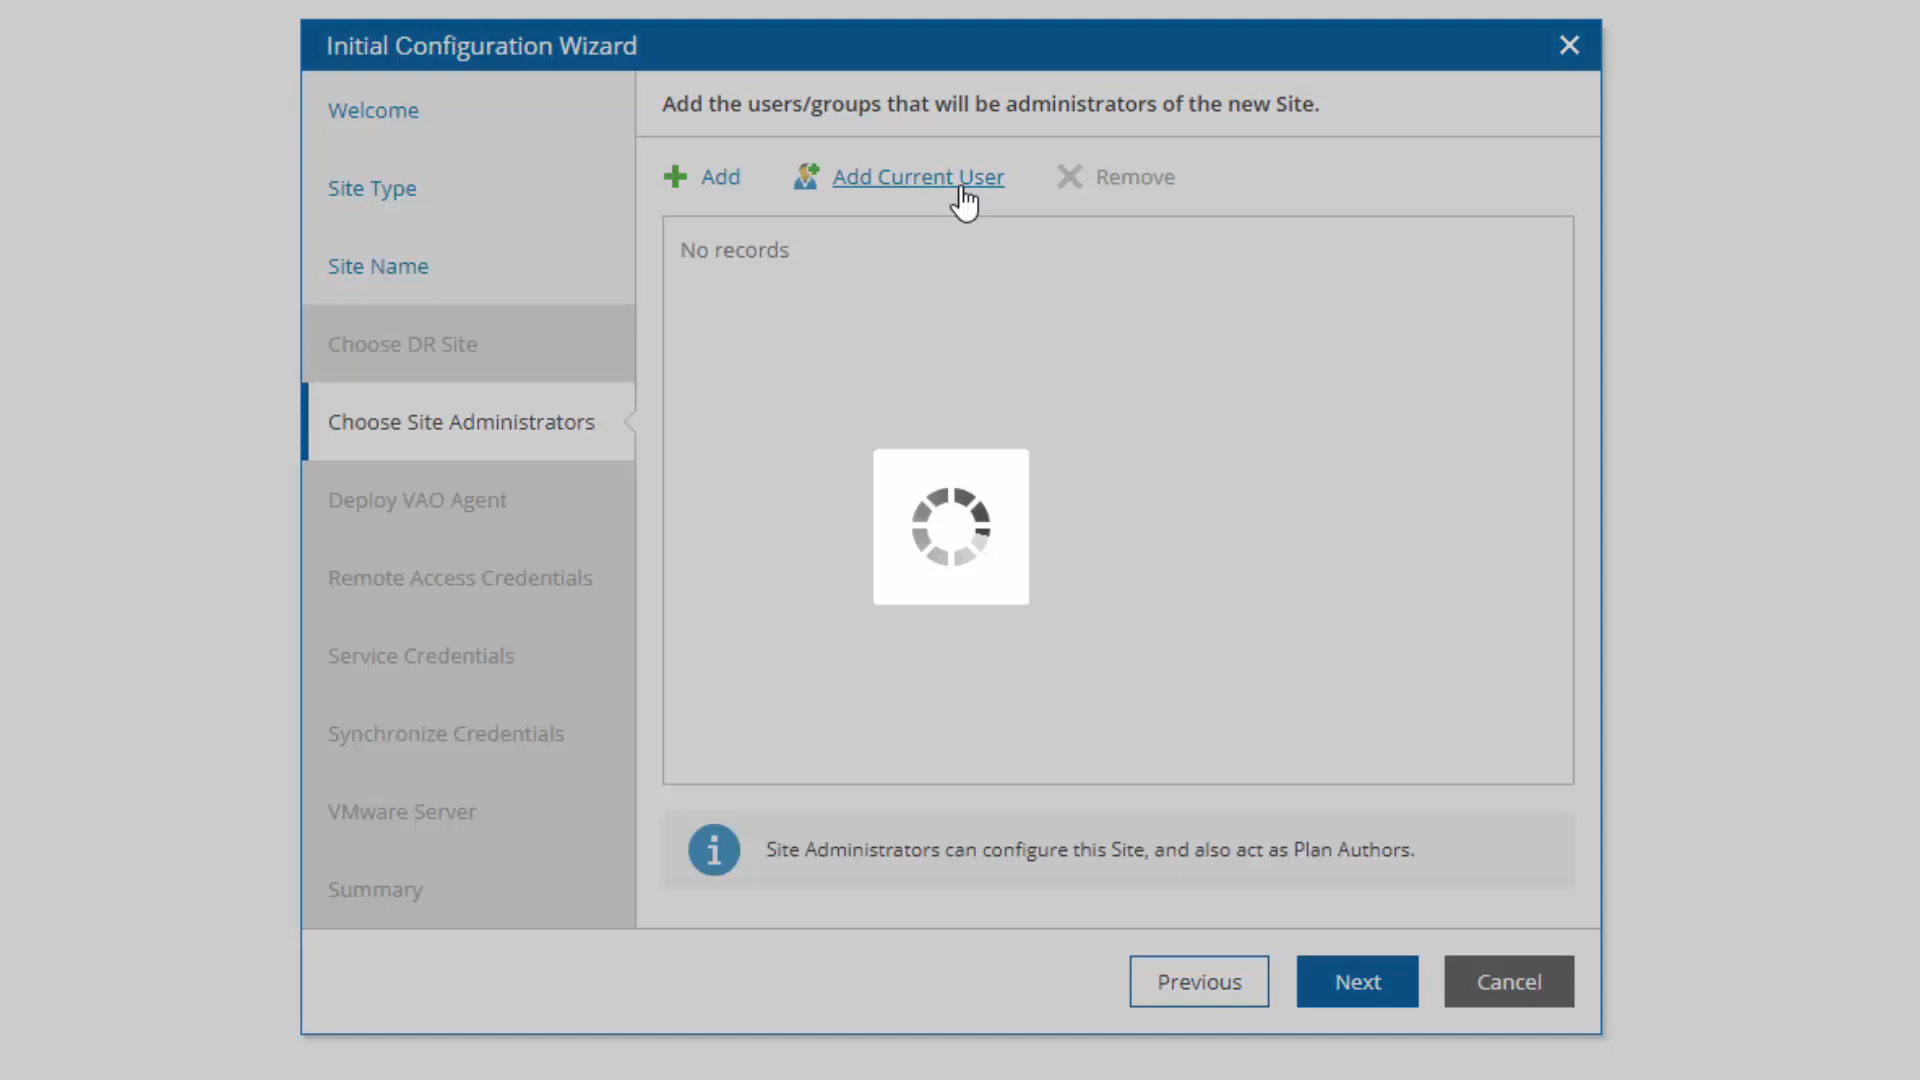 Initial Configuration Wizard
Welcome
Site Type
Site Name
Choose DR Site
Choose Site Administrators
Deploy VAO Agent
Remote Access Credentials
Service Credentials
Synchronize Credentials
VMware Server
Summary
Add the users/groups that will be administrators of the new Site.
Add Add Current User Remove
No records
Site Administrators can configure this Site, and also act as Plan Authors.
Previous Next Cancel